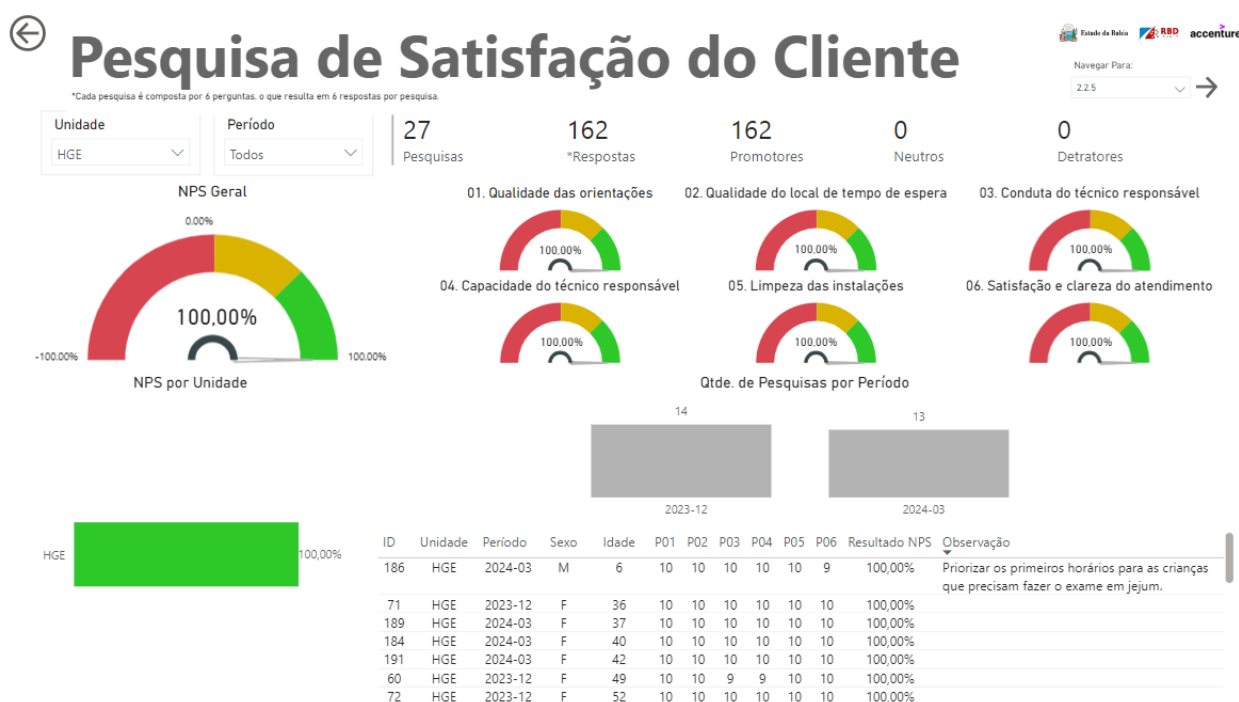 Pesquisa de Satisfação do Cliente
Estado da Bahia
RBD
accenture
Navegar Para:
2.2.5
*Cada pesquisa é composta por 6 perguntas, o que resulta em 6 respostas por pesquisa.
Unidade
HGE
Período
Todos
27
Pesquisas
162
*Respostas
162
Promotores
0
Neutros
0
Detratores
NPS Geral
0.00%
100,00%
-100.00%
100.00%
01. Qualidade das orientações
100,00%
02. Qualidade do local de tempo de espera
100,00%
03. Conduta do técnico responsável
100,00%
04. Capacidade do técnico responsável
100,00%
05. Limpeza das instalações
100,00%
06. Satisfação e clareza do atendimento
100,00%
NPS por Unidade
HGE
100,00%
Qtde. de Pesquisas por Período
14
13
2023-12
2024-03
ID Unidade Período Sexo Idade P01 P02 P03 P04 P05 P06 Resultado NPS Observação
186 HGE 2024-03 M 6 10 10 10 10 10 9 100,00% Priorizar os primeiros horários para as crianças
que precisam fazer o exame em jejum.
71 HGE 2023-12 F 36 10 10 10 10 10 10 100,00%
189 HGE 2024-03 F 37 10 10 10 10 10 10 100,00%
184 HGE 2024-03 F 40 10 10 10 10 10 10 100,00%
191 HGE 2024-03 F 42 10 10 10 10 10 10 100,00%
60 HGE 2023-12 F 49 10 10 9 9 10 10 100,00%
72 HGE 2023-12 F 52 10 10 10 10 10 10 100,00%